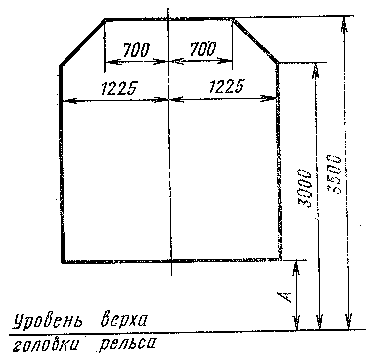 700 700
1225 1225
3000
3500
А
Уровень верха
головки рельса